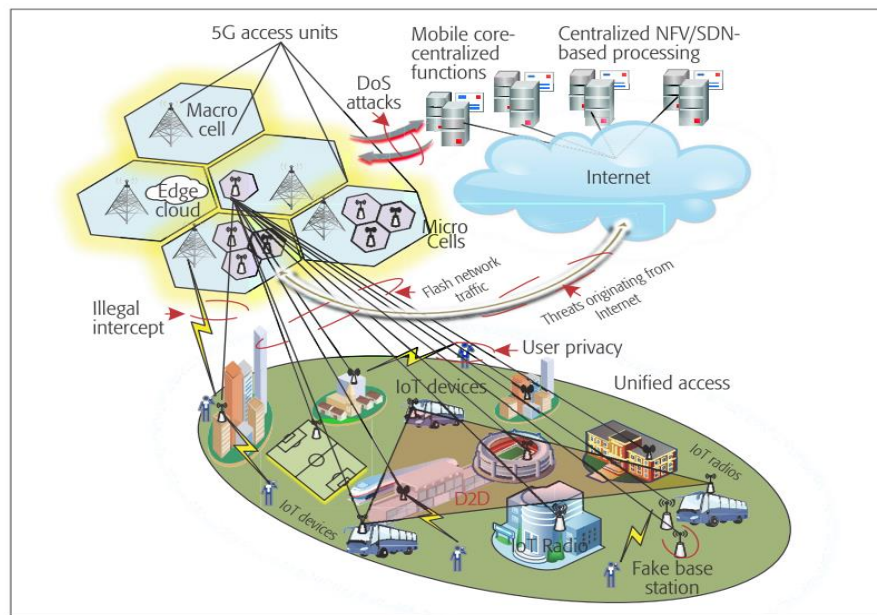 5G access units
Mobile core-
centralized
functions
Centralized NFV/SDN-
based processing
DoS
attacks
Macro
cell
Edge
cloud
Internet
Micro
Cells
Flash network
traffic
Threats originating from
Internet
Illegal
intercept
User privacy
IoT devices
Unified access
IoT radios
D2D
IoT devices
IoT Radio
Fake base
station